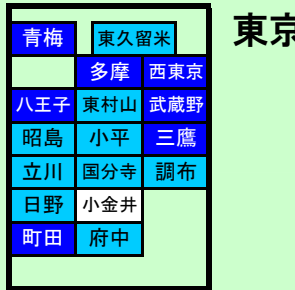 青梅 東久留米 東京
多摩 西東京
八王子 東村山 武蔵野
昭島 小平 三鷹
立川 国分寺 調布
日野 小金井
町田 府中